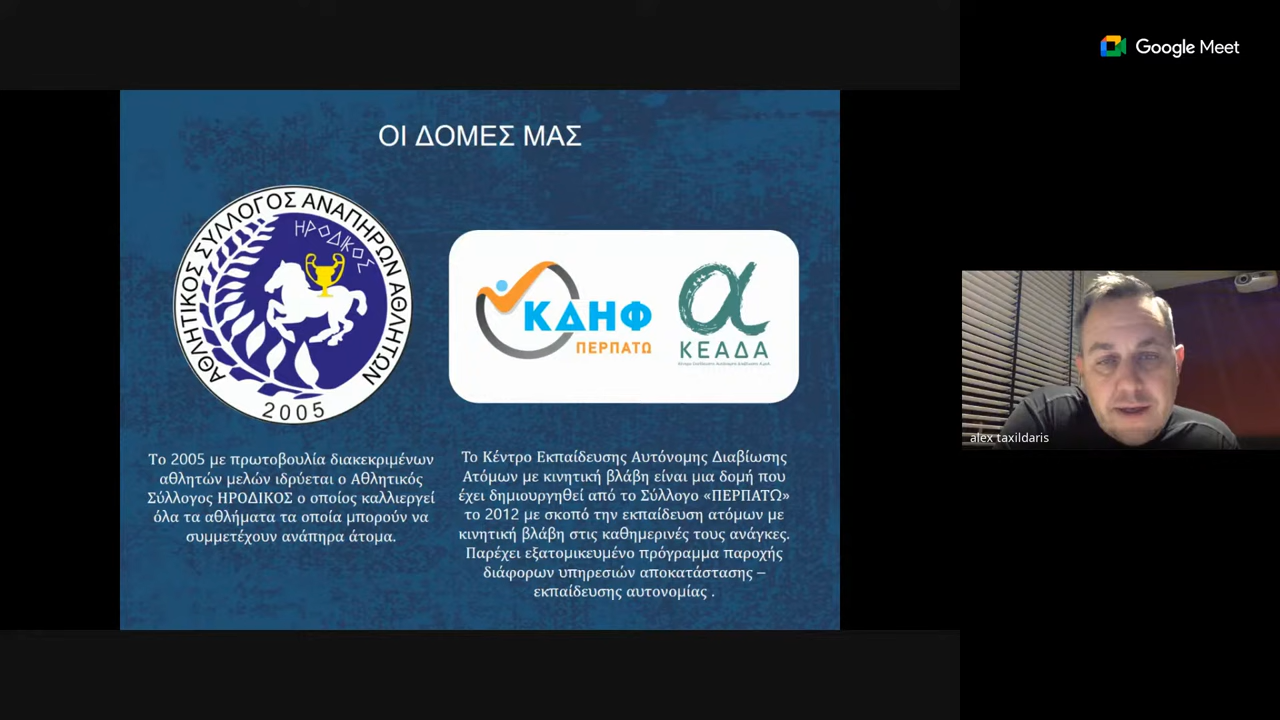 Google Meet
ΟΙ ΔΟΜΕΣ ΜΑΣ
ΑΘΛΗΤΙΚΟΣ ΣΥΛΛΟΓΟΣ ΑΝΑΠΗΡΩΝ ΑΘΛΗΤΩΝ
ΗΡΟΔΙΚΟΣ
2005
ΚΔΗΦ
ΠΕΡΠΑΤΩ
α
ΚΕΑΔΑ
Το 2005 με πρωτοβουλία διακεκριμένων
αθλητών μελών ιδρύεται ο Αθλητικός
Σύλλογος ΗΡΟΔΙΚΟΣ ο οποίος καλλιεργεί
όλα τα αθλήματα τα οποία μπορούν να
συμμετέχουν ανάπηρα άτομα.
Το Κέντρο Εκπαίδευσης Αυτόνομης Διαβίωσης
Ατόμων με κινητική βλάβη είναι μια δομή που
έχει δημιουργηθεί από το Σύλλογο «ΠΕΡΠΑΤΩ»
το 2012 με σκοπό την εκπαίδευση ατόμων με
κινητική βλάβη στις καθημερινές τους ανάγκες.
Παρέχει εξατομικευμένο πρόγραμμα παροχής
διάφορων υπηρεσιών αποκατάστασης –
εκπαίδευσης αυτονομίας .
alex taxildaris